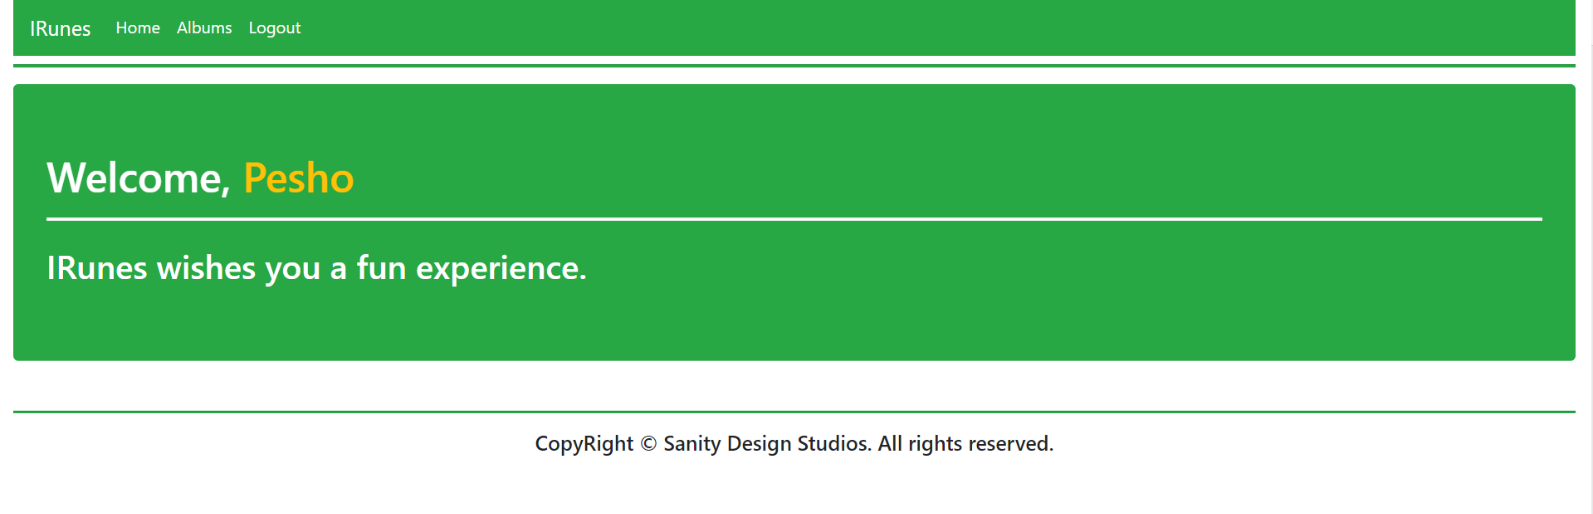 IRunes Home Albums Logout
Welcome, Pesho
IRunes wishes you a fun experience.
CopyRight © Sanity Design Studios. All rights reserved.